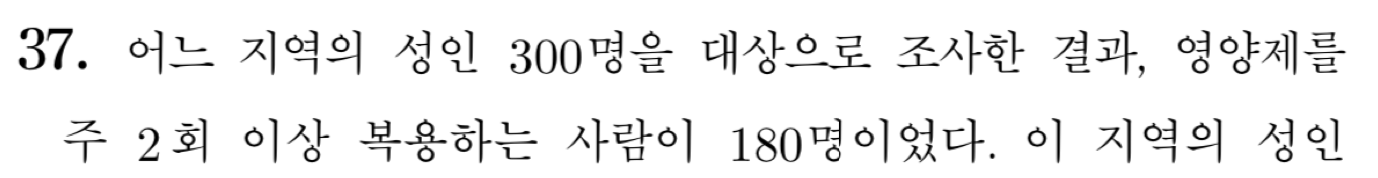 37. 어느 지역의 성인 300명을 대상으로 조사한 결과, 영양제를
주 2회 이상 복용하는 사람이 180명이었다. 이 지역의 성인